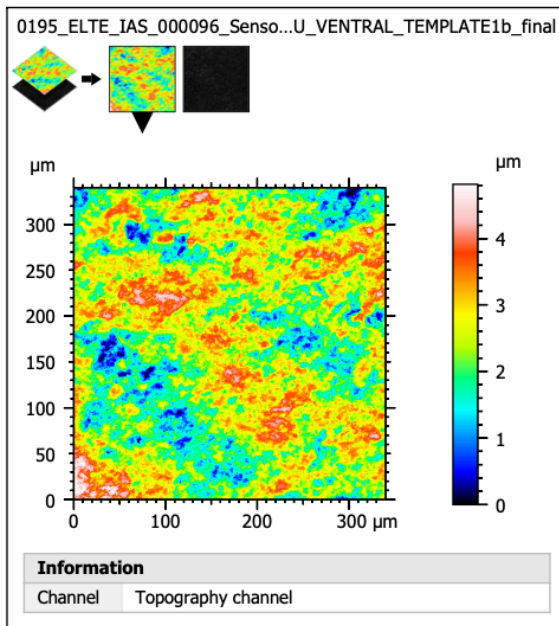 0195_ELTE_IAS_000096_Senso...U_VENTRAL_TEMPLATE1b_final
µm
µm
300
250
200
150
100
50
0
0
100
200
300 µm
4
3
2
1
0
Information
Channel Topography channel